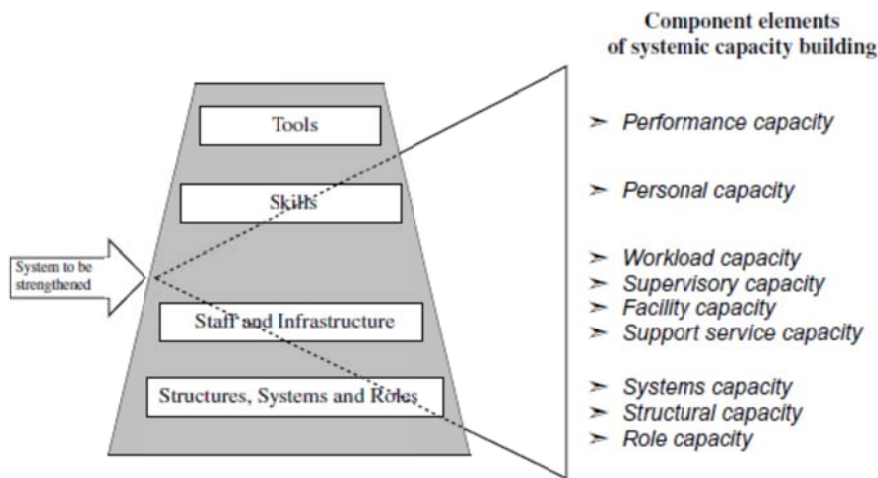 Component elements
of systemic capacity building
Tools
➢ Performance capacity
Skills
➢ Personal capacity
System to be
strengthened
➢ Workload capacity
➢ Supervisory capacity
➢ Facility capacity
➢ Support service capacity
Staff and Infrastructure
Structures, Systems and Roles
➢ Systems capacity
➢ Structural capacity
➢ Role capacity